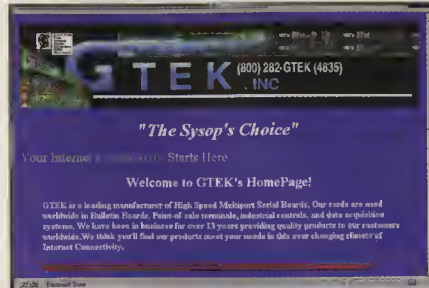 GTEK (800) 282-GTEK (4835)
INC
"The Sysop's Choice"
Your Internet Starts Here
Welcome to GTEK's HomePage!
GTEK is a leading manufacturer of High Speed Multiport Serial Boards. Our cards are used
worldwide in Bulletin Boards, Point-of-sale terminals, industrial controls, and data acquisition
systems. We have been in business for over 13 years providing quality products to our customers
worldwide. We think you'll find our products meet your needs in this ever changing climate of
Internet Connectivity.
Document Done